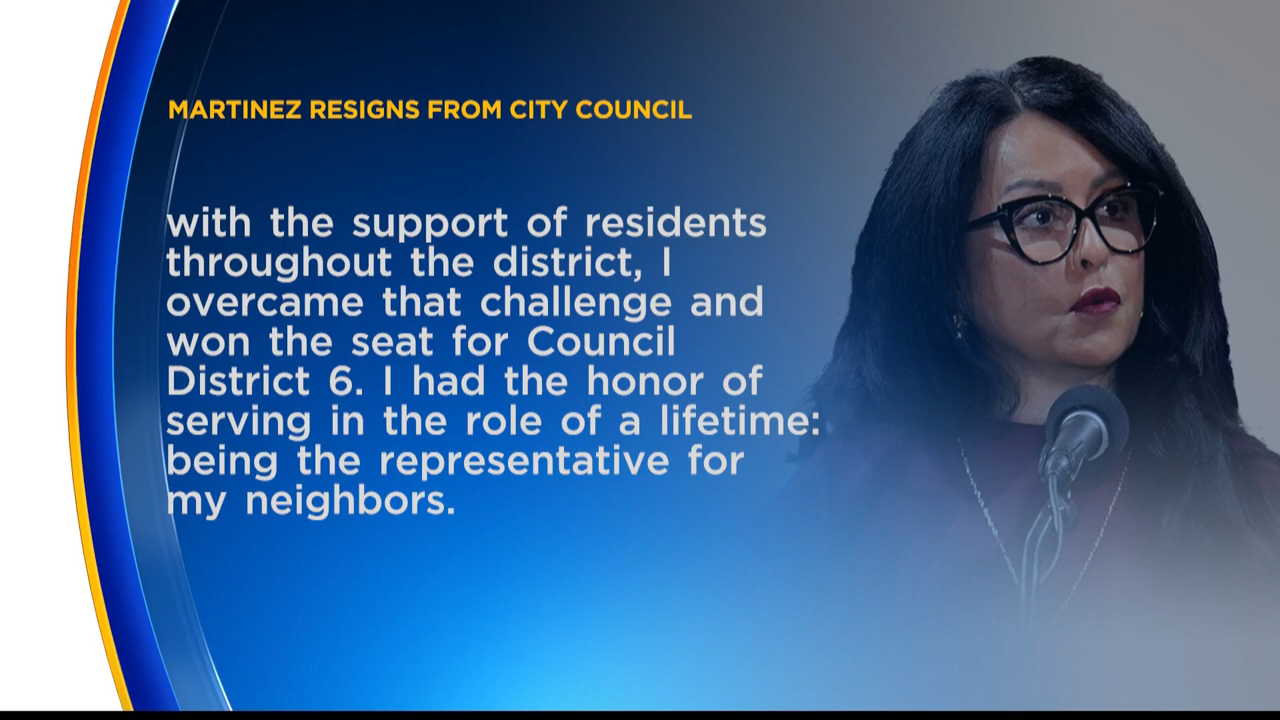 MARTINEZ RESIGNS FROM CITY COUNCIL
with the support of residents
throughout the district, I
overcame that challenge and
won the seat for Council
District 6. I had the honor of
serving in the role of a lifetime:
being the representative for
my neighbors.